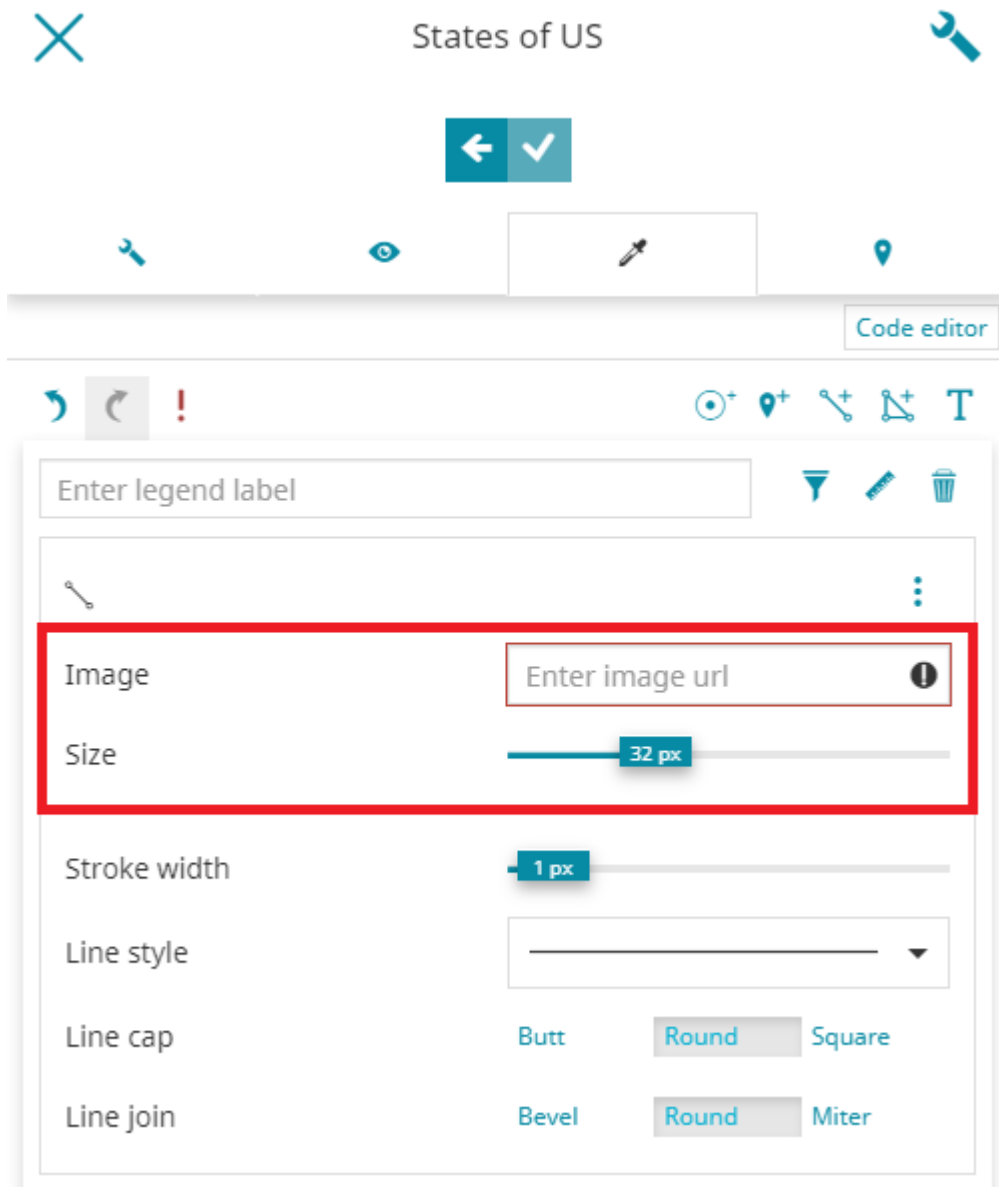 States of US
Code editor
T
Enter legend label
Image
Enter image url
Size
32 px
Stroke width
1 px
Line style
Line cap
Butt Round Square
Line join
Bevel Round Miter